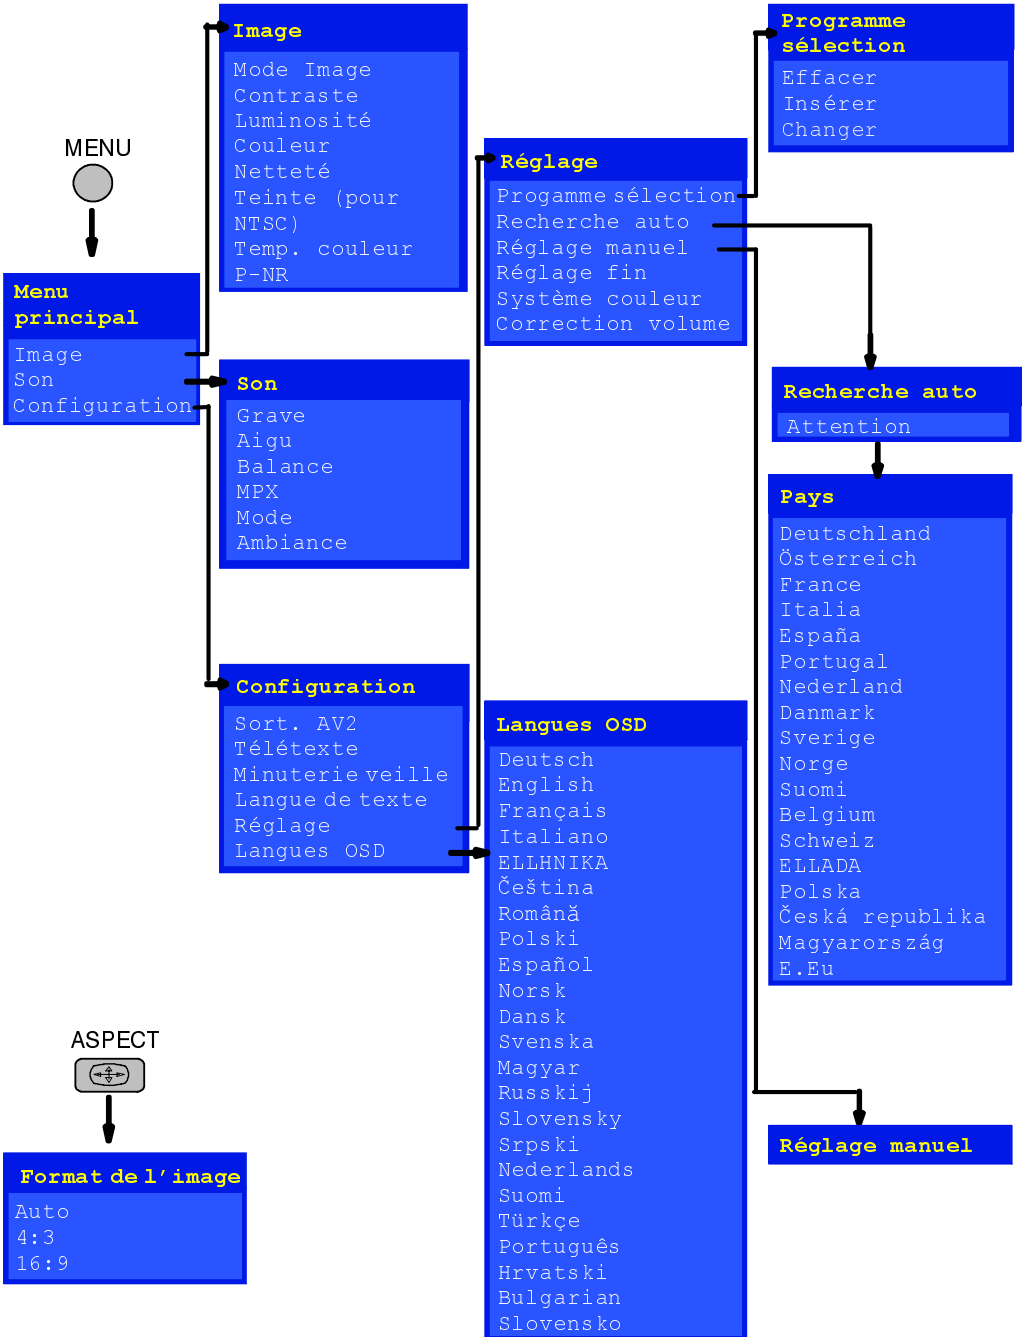 MENU
Menu
principal
Image
Son
Configuration
Image
Mode Image
Contraste
Luminosité
Couleur
Netteté
Teinte (pour
NTSC)
Temp. couleur
P-NR
Son
Grave
Aigu
Balance
MPX
Mode
Ambiance
Configuration
Sort. AV2
Télétexte
Minuterie veille
Langue de texte
Réglage
Langues OSD
Réglage
Progamme sélection
Recherche auto
Réglage manuel
Réglage fin
Système couleur
Correction volume
Langues OSD
Deutsch
English
Français
Italiano
ELLHNIKA
Čeština
Română
Polski
Español
Norsk
Dansk
Svenska
Magyar
Russkij
Slovensky
Srpski
Nederlands
Suomi
Türkçe
Português
Hrvatski
Bulgarian
Slovensko
Programme
sélection
Effacer
Insérer
Changer
Recherche auto
Attention
Pays
Deutschland
Österreich
France
Italia
España
Portugal
Nederland
Danmark
Sverige
Norge
Suomi
Belgium
Schweiz
ELLADA
Polska
Česká republika
Magyarország
E.Eu
Réglage manuel
ASPECT
Format de l'image
Auto
4:3
16:9